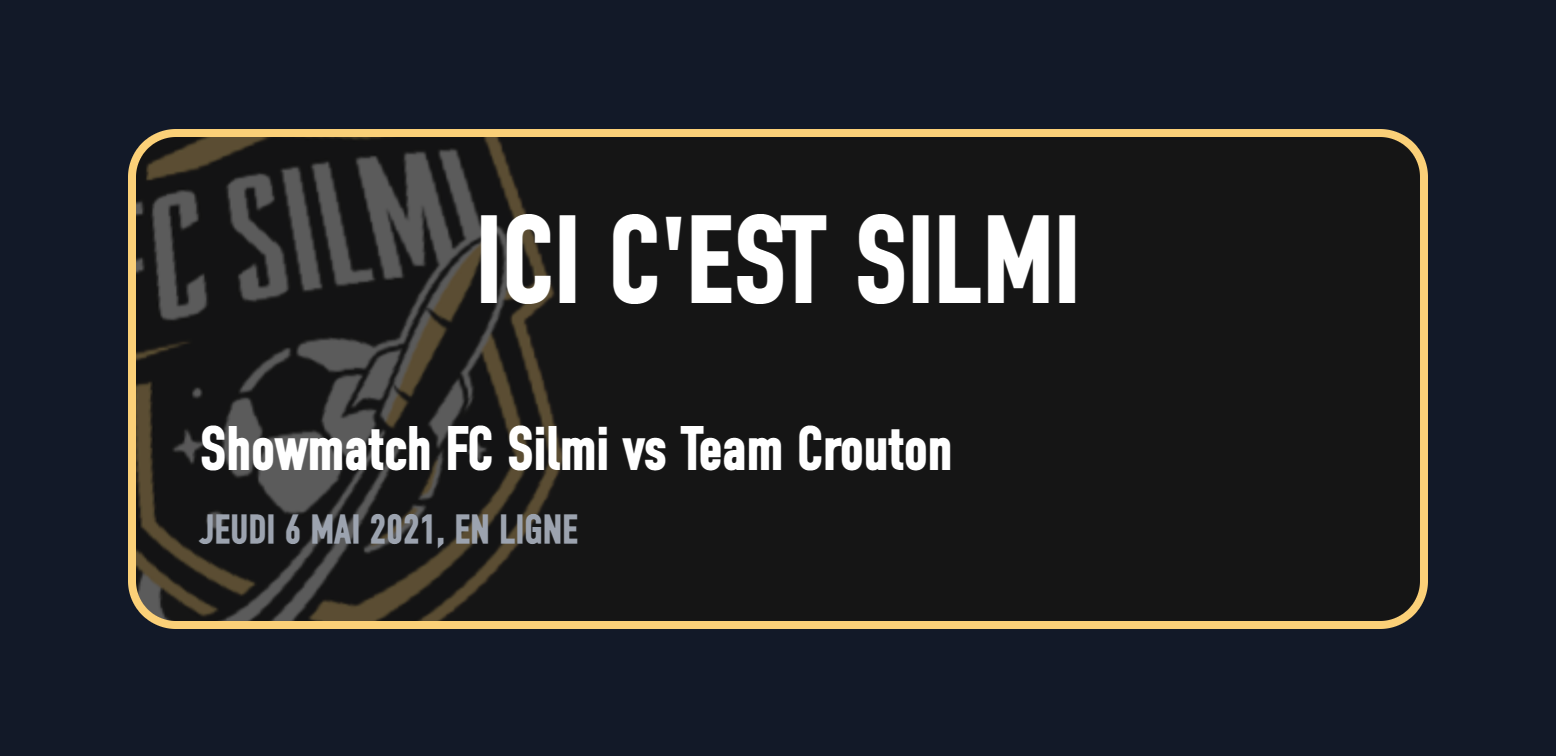 FC SILMI
ICI C'EST SILMI
Showmatch FC Silmi vs Team Crouton
JEUDI 6 MAI 2021, EN LIGNE